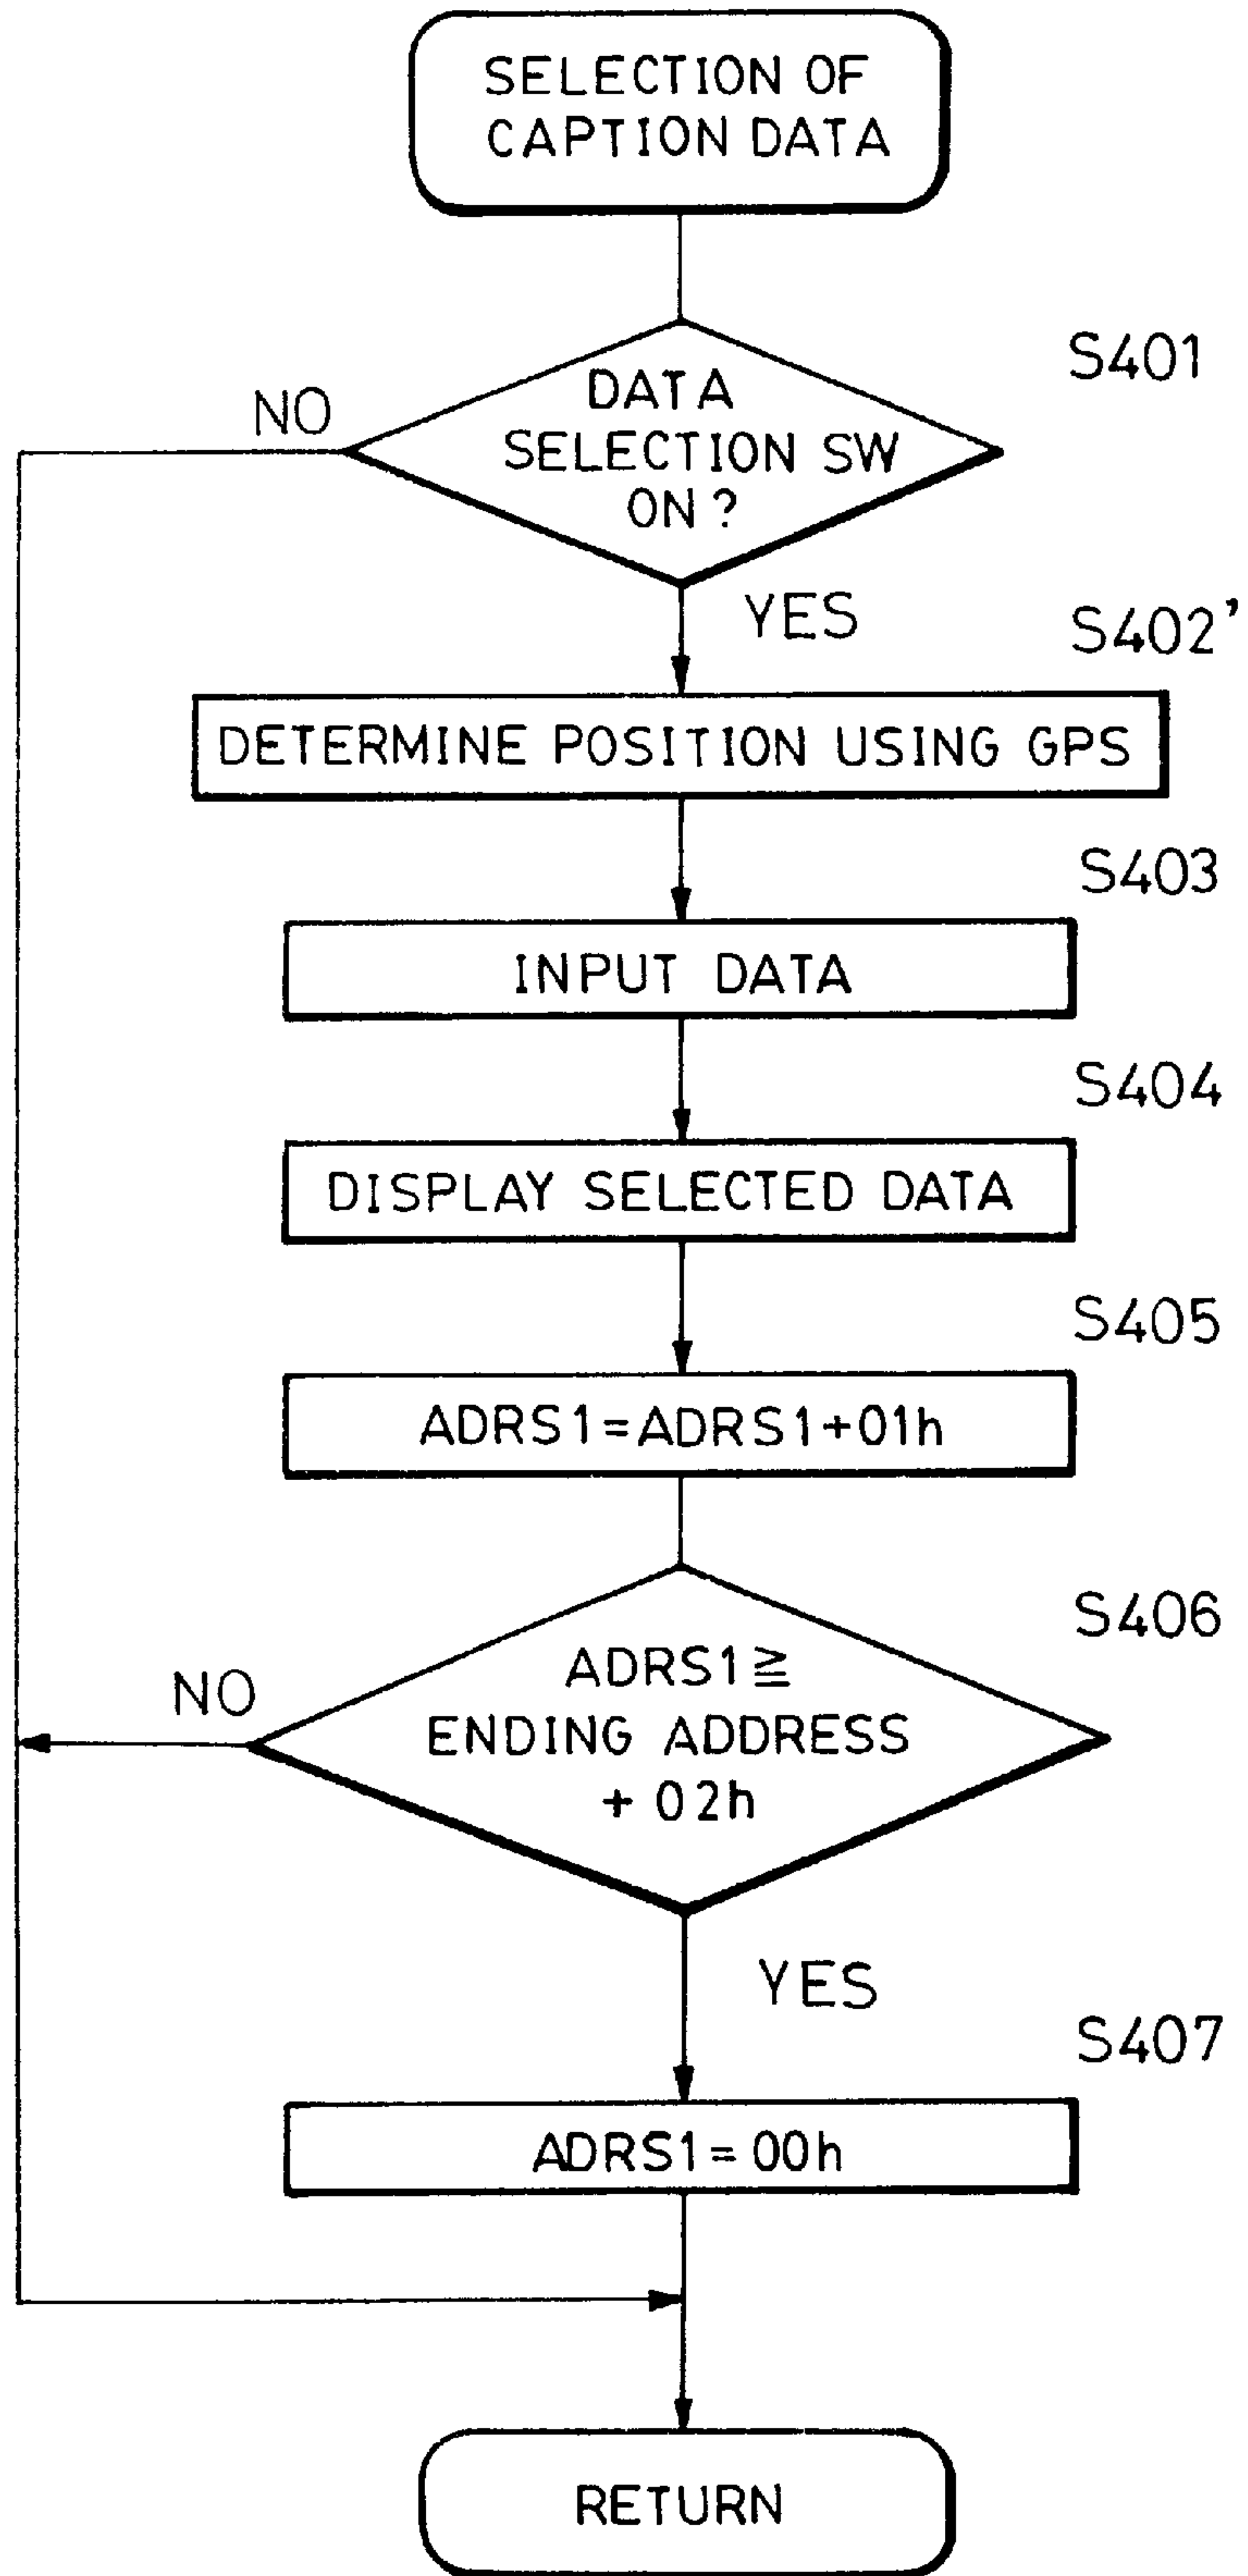 SELECTION OF
CAPTION DATA
S401
NO
DATA
SELECTION SW
ON?
YES
S402'
DETERMINE POSITION USING GPS
S403
INPUT DATA
S404
DISPLAY SELECTED DATA
S405
ADRS1=ADRS1+01h
S406
NO
ADRS1≧
ENDING ADDRESS
+ 02h
YES
S407
ADRS1=00h
RETURN